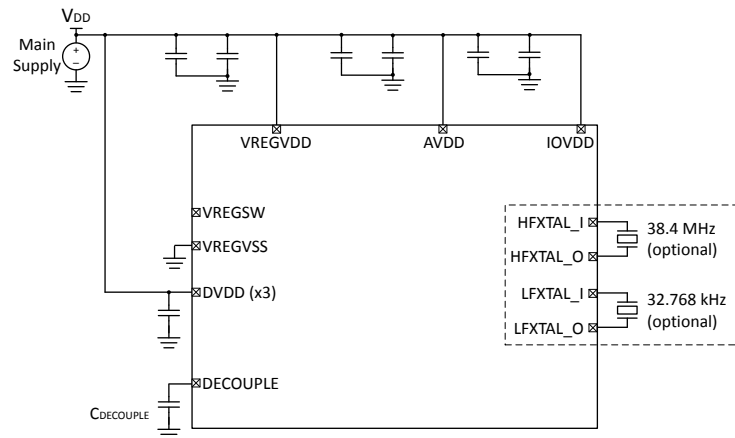 VDD
Main
Supply
+
−
VREGVDD
AVDD
IOVDD
VREGSW
VREGVSS
DVDD (x3)
DECOUPLE
CDECOUPLE
HFXTAL_I
HFXTAL_O
38.4 MHz
(optional)
LFXTAL_I
LFXTAL_O
32.768 kHz
(optional)